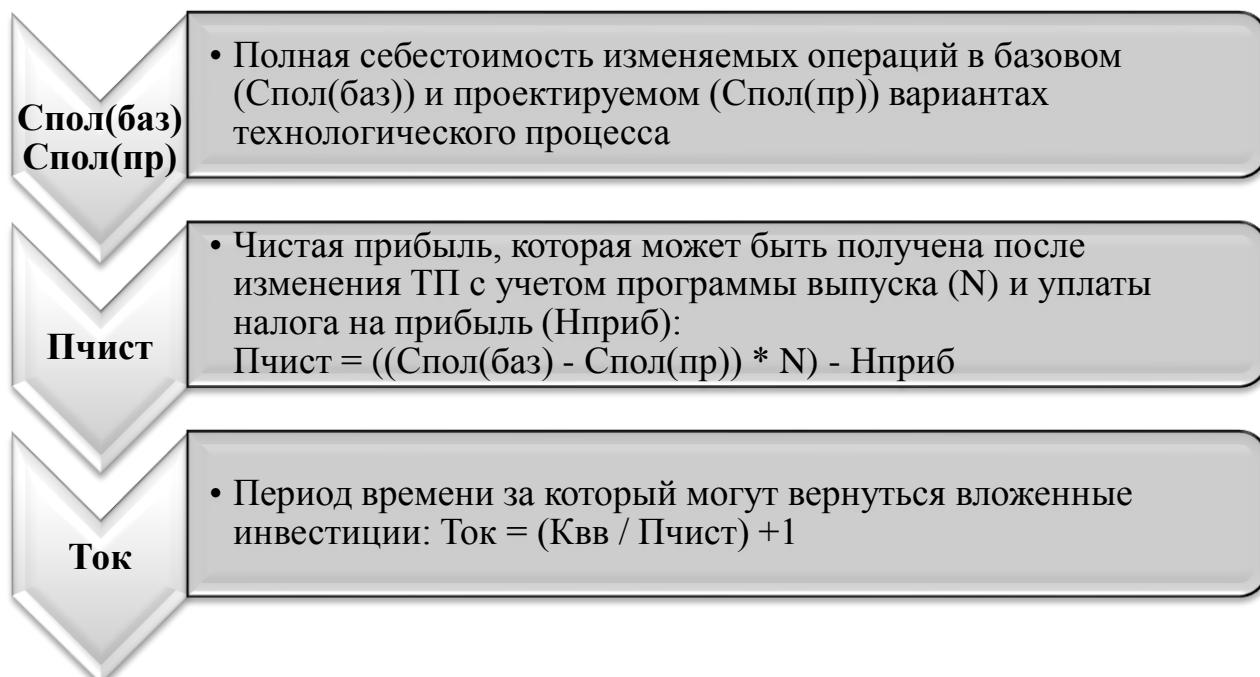 Спол(баз)
Спол(пр)
• Полная себестоимость изменяемых операций в базовом
(Спол(баз)) и проектируемом (Спол(пр)) вариантах
технологического процесса
Пчист
• Чистая прибыль, которая может быть получена после
изменения ТП с учетом программы выпуска (N) и уплаты
налога на прибыль (Нприб):
Пчист = ((Спол(баз) - Спол(пр)) * N) - Нприб
Ток
• Период времени за который могут вернуться вложенные
инвестиции: Ток = (Квв / Пчист) +1